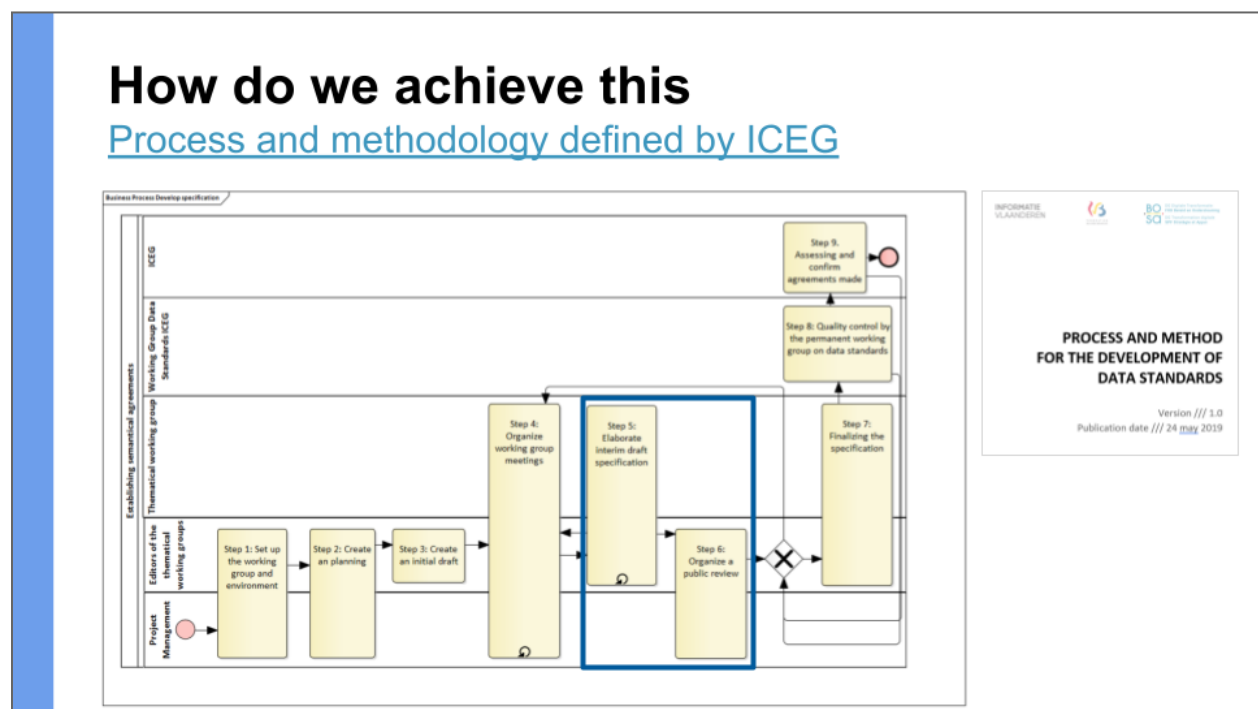 How do we achieve this
Process and methodology defined by ICEG
Business Process Develop specification
Establishing semantical agreements
ICEG
Working Group Data
Standards ICEG
Thematical working group
Editors of the
thematical
working groups
Project
Management
Step 1: Set up
the working
group and
environment
Step 2: Create
an planning
Step 3: Create
an initial draft
Step 4:
Organize
working group
meetings
Step 5:
Elaborate
interim draft
specification
Step 6:
Organize a
public review
Step 7:
Finalizing the
specification
Step 8: Quality control by
the permanent working
group on data standards
Step 9.
Assessing and
confirm
agreements made
INFORMATIE
VLAANDEREN
BO
SA
PROCESS AND METHOD
FOR THE DEVELOPMENT OF
DATA STANDARDS
Version /// 1.0
Publication date /// 24 may 2019